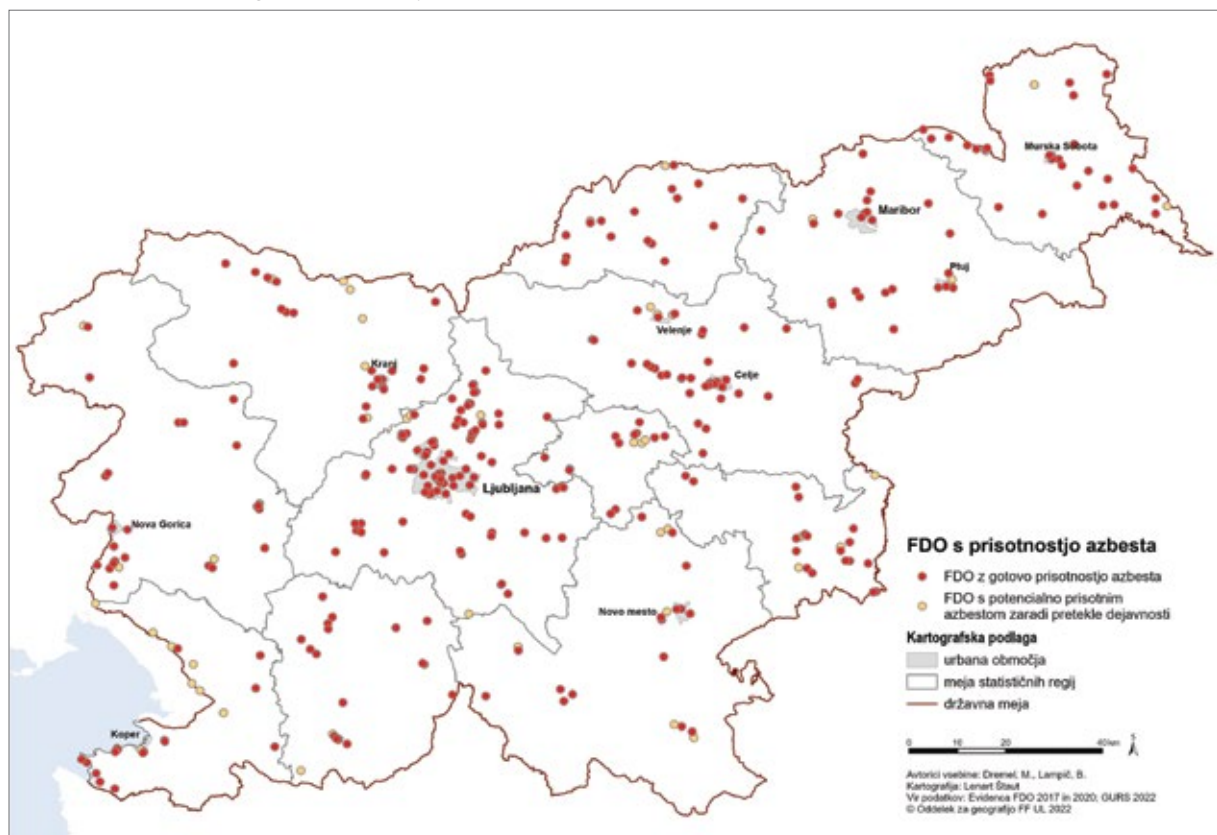 Murska Sobota
Maribor
Ptuj
Velenje
Celje
Kranj
Ljubljana
Nova Gorica
Novo mesto
Koper
FDO s prisotnostjo azbesta
FDO z gotovo prisotnostjo azbesta
FDO s potencialno prisotnim
azbestom zaradi pretekle dejavnosti
Kartografska podlaga
urbana območja
meja statističnih regij
državna meja
0 10 20 40 km
S
Avtorici vsebine: Dremel, M., Lampič, B.
Kartografija: Lenart Štaut
Vir podatkov: Evidenca FDO 2017 in 2020; GURS 2022
© Oddelek za geografijo FF UL 2022